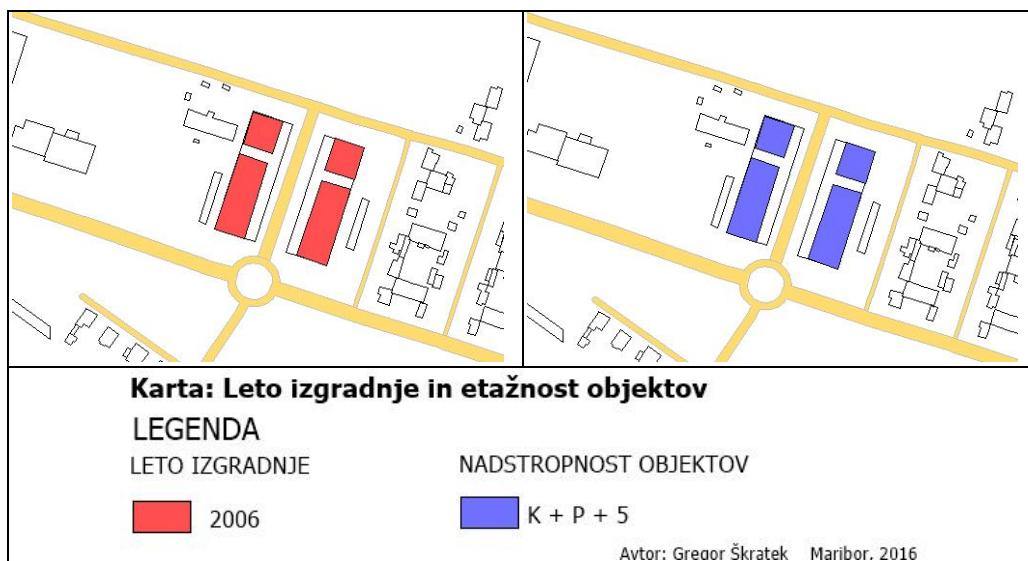 Karta: Leto izgradnje in etažnost objektov
LEGENDA
LETO IZGRADNJE
NADSTROPNOST OBJEKTOV
2006
K + P + 5
Avtor: Gregor Škratek Maribor, 2016